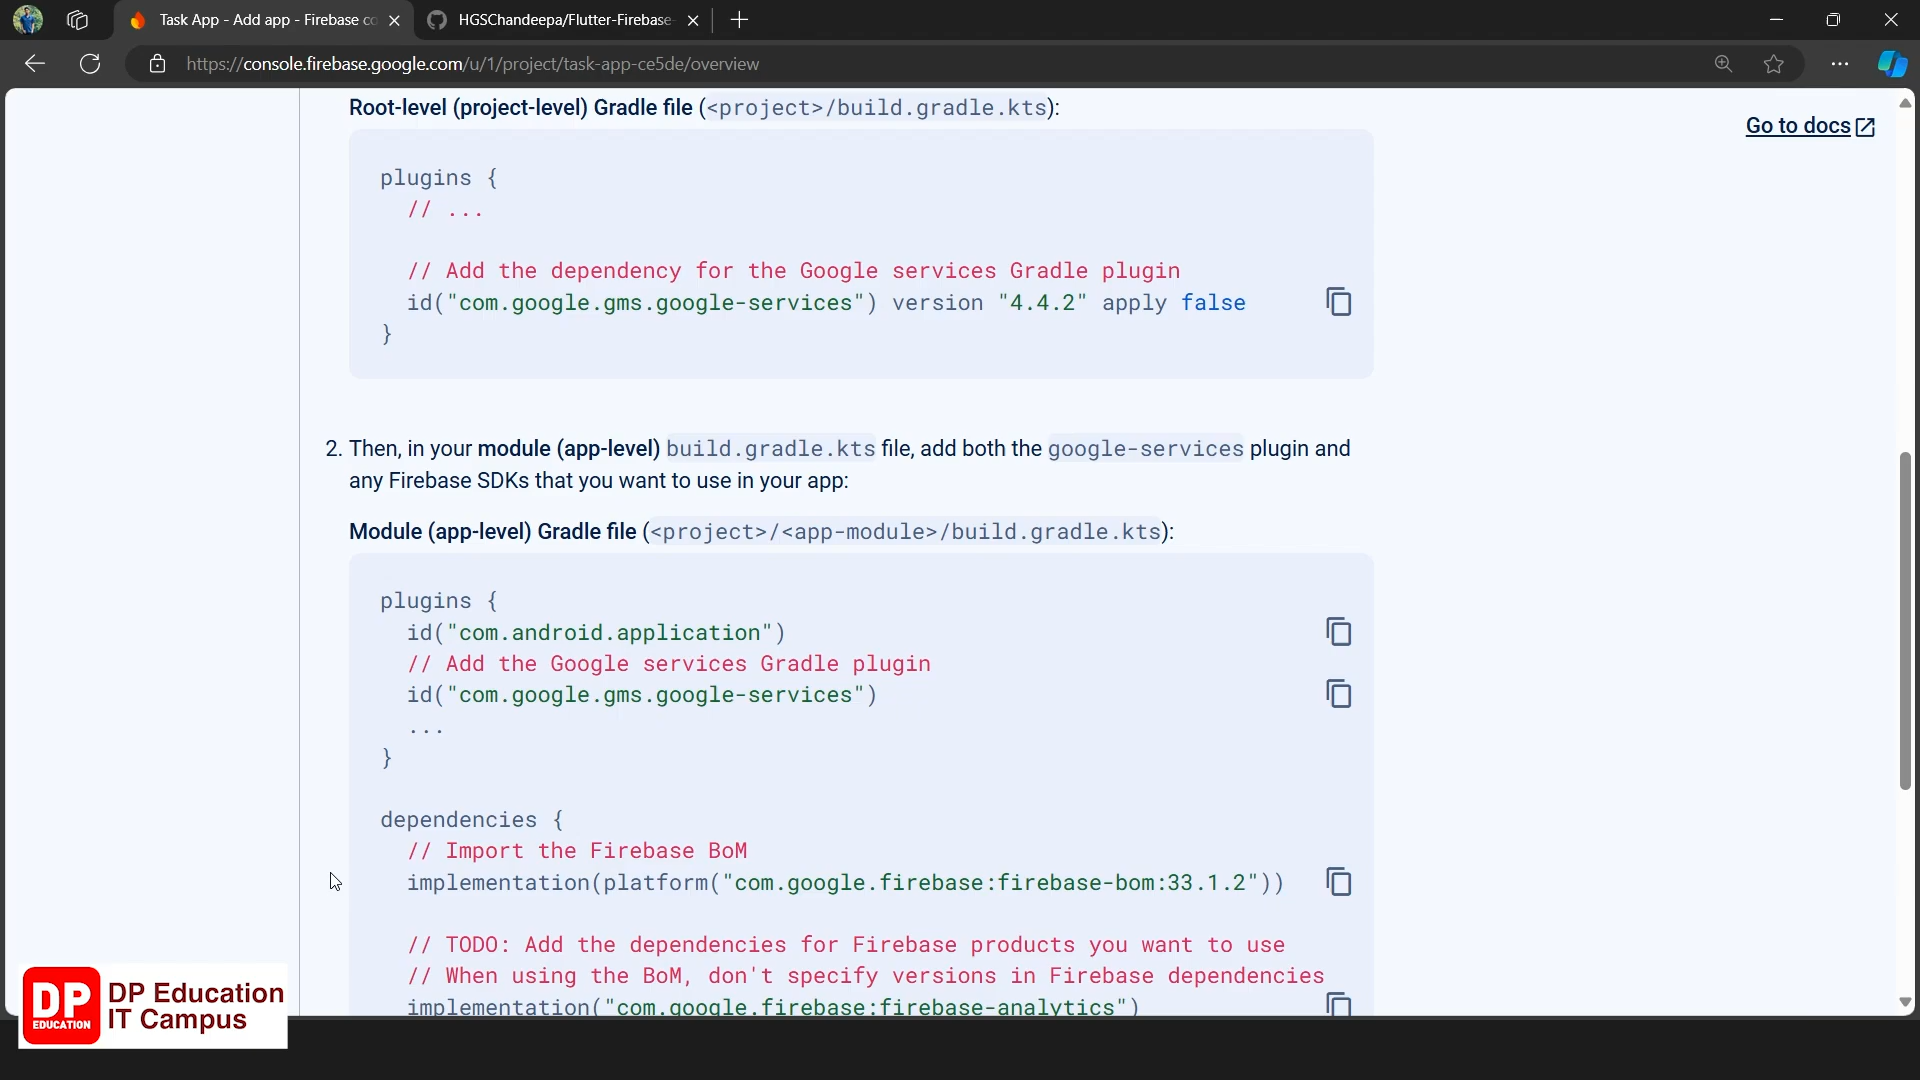 Task App - Add app - Firebase co
HGSChandeepa/Flutter-Firebase-
https://console.firebase.google.com/u/1/project/task-app-ce5de/overview
Root-level (project-level) Gradle file (<project>/build.gradle.kts):
Go to docs
plugins {
// ...
// Add the dependency for the Google services Gradle plugin
id("com.google.gms.google-services") version "4.4.2" apply false
}
2. Then, in your module (app-level) build.gradle.kts file, add both the google-services plugin and
any Firebase SDKs that you want to use in your app:
Module (app-level) Gradle file (<project>/<app-module>/build.gradle.kts):
plugins {
id("com.android.application")
// Add the Google services Gradle plugin
id("com.google.gms.google-services")
...
}
dependencies {
// Import the Firebase BoM
implementation(platform("com.google.firebase:firebase-bom:33.1.2"))
// TODO: Add the dependencies for Firebase products you want to use
// When using the BoM, don't specify versions in Firebase dependencies
implementation("com.google.firebase:firebase-analytics")
DP
EDUCATION
DP Education
IT Campus